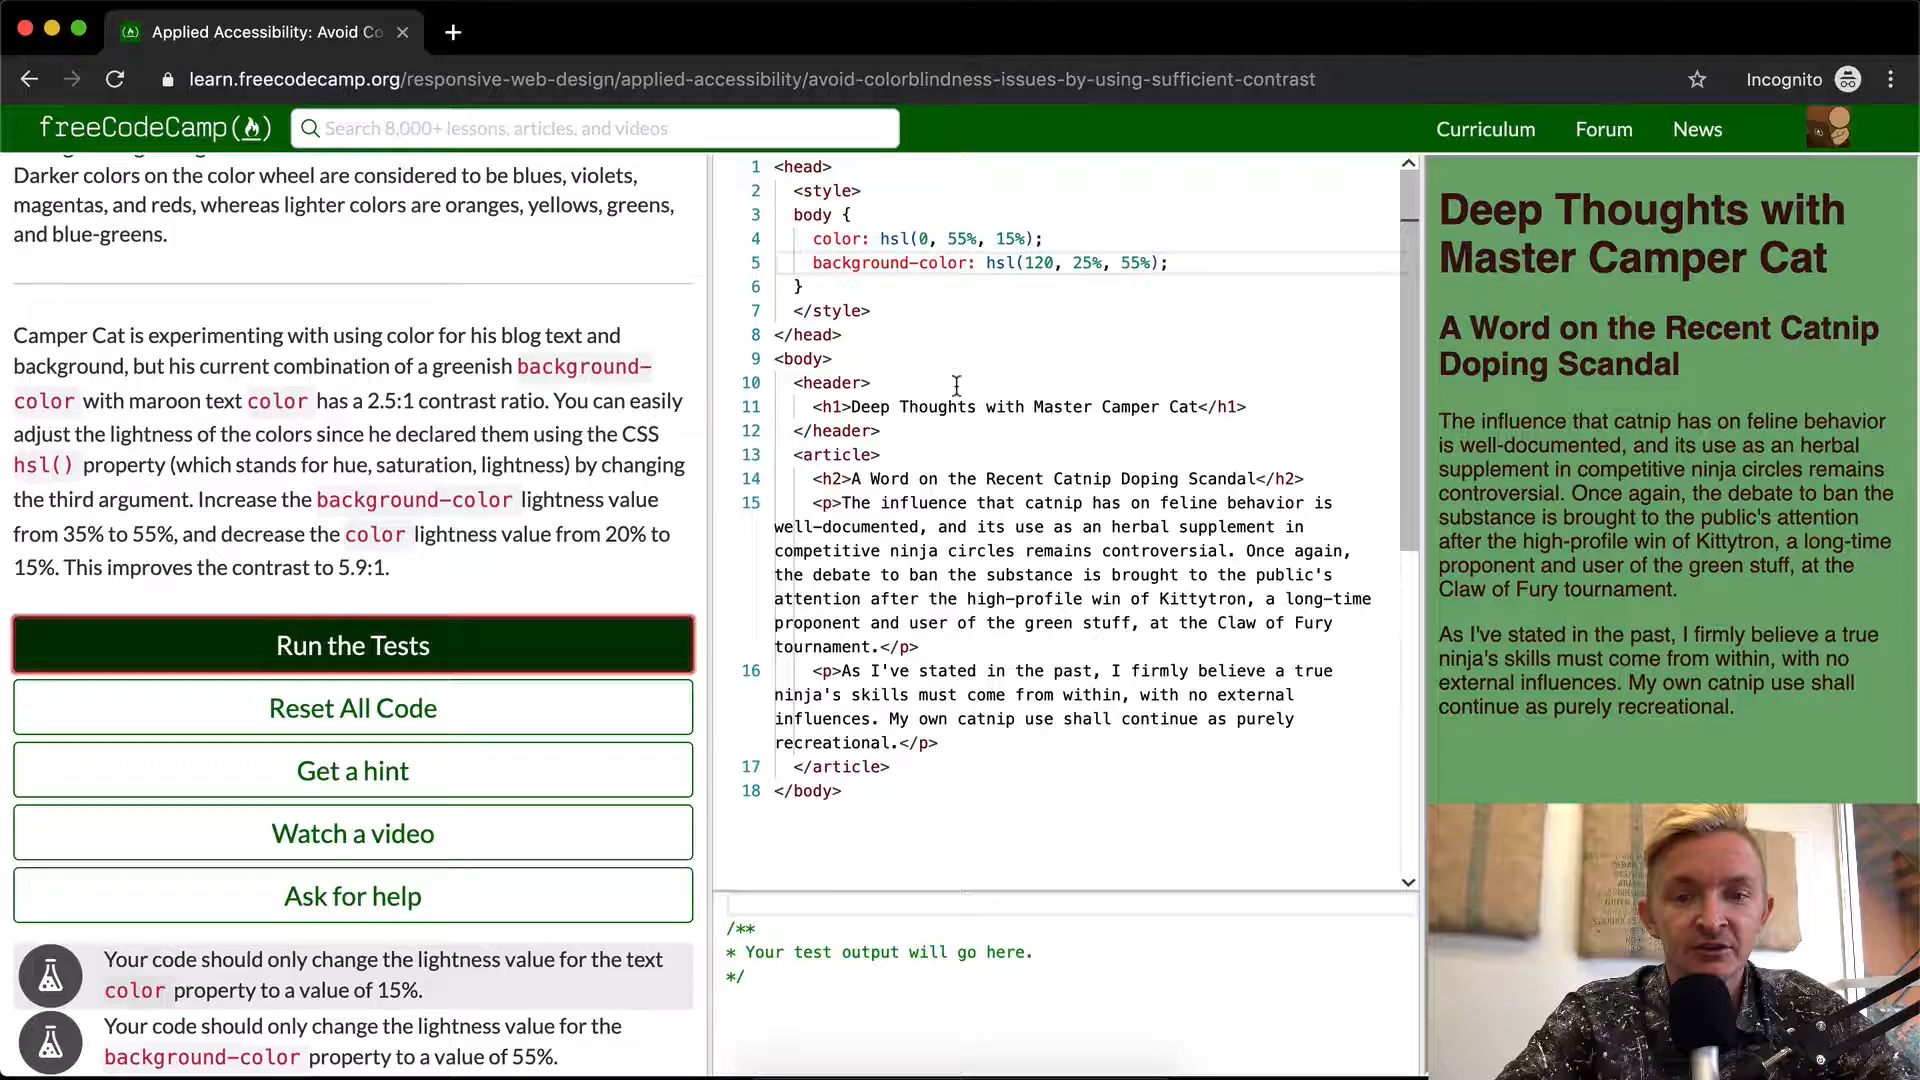 Applied Accessibility: Avoid Co
learn.freecodecamp.org/responsive-web-design/applied-accessibility/avoid-colorblindness-issues-by-using-sufficient-contrast
Incognito
freeCodeCamp
Search 8,000+ lessons, articles, and videos
Curriculum
Forum
News
Darker colors on the color wheel are considered to be blues, violets,
magentas, and reds, whereas lighter colors are oranges, yellows, greens,
and blue-greens.
Camper Cat is experimenting with using color for his blog text and
background, but his current combination of a greenish background-
color with maroon text color has a 2.5:1 contrast ratio. You can easily
adjust the lightness of the colors since he declared them using the CSS
hsl() property (which stands for hue, saturation, lightness) by changing
the third argument. Increase the background-color lightness value
from 35% to 55%, and decrease the color lightness value from 20% to
15%. This improves the contrast to 5.9:1.
Run the Tests
Reset All Code
Get a hint
Watch a video
Ask for help
Your code should only change the lightness value for the text
color property to a value of 15%.
Your code should only change the lightness value for the
background-color property to a value of 55%.
1 <head>
2 <style>
3 body {
4 color: hsl(0, 55%, 15%);
5 background-color: hsl(120, 25%, 55%);
6 }
7 </style>
8 </head>
9 <body>
10 <header>
11 <h1>Deep Thoughts with Master Camper Cat</h1>
12 </header>
13 <article>
14 <h2>A Word on the Recent Catnip Doping Scandal</h2>
15 <p>The influence that catnip has on feline behavior is
well-documented, and its use as an herbal supplement in
competitive ninja circles remains controversial. Once again,
the debate to ban the substance is brought to the public's
attention after the high-profile win of Kittytron, a long-time
proponent and user of the green stuff, at the Claw of Fury
tournament.</p>
16 <p>As I've stated in the past, I firmly believe a true
ninja's skills must come from within, with no external
influences. My own catnip use shall continue as purely
recreational.</p>
17 </article>
18 </body>
/**
* Your test output will go here.
*/
Deep Thoughts with
Master Camper Cat
A Word on the Recent Catnip
Doping Scandal
The influence that catnip has on feline behavior
is well-documented, and its use as an herbal
supplement in competitive ninja circles remains
controversial. Once again, the debate to ban the
substance is brought to the public's attention
after the high-profile win of Kittytron, a long-time
proponent and user of the green stuff, at the
Claw of Fury tournament.
As I've stated in the past, I firmly believe a true
ninja's skills must come from within, with no
external influences. My own catnip use shall
continue as purely recreational.